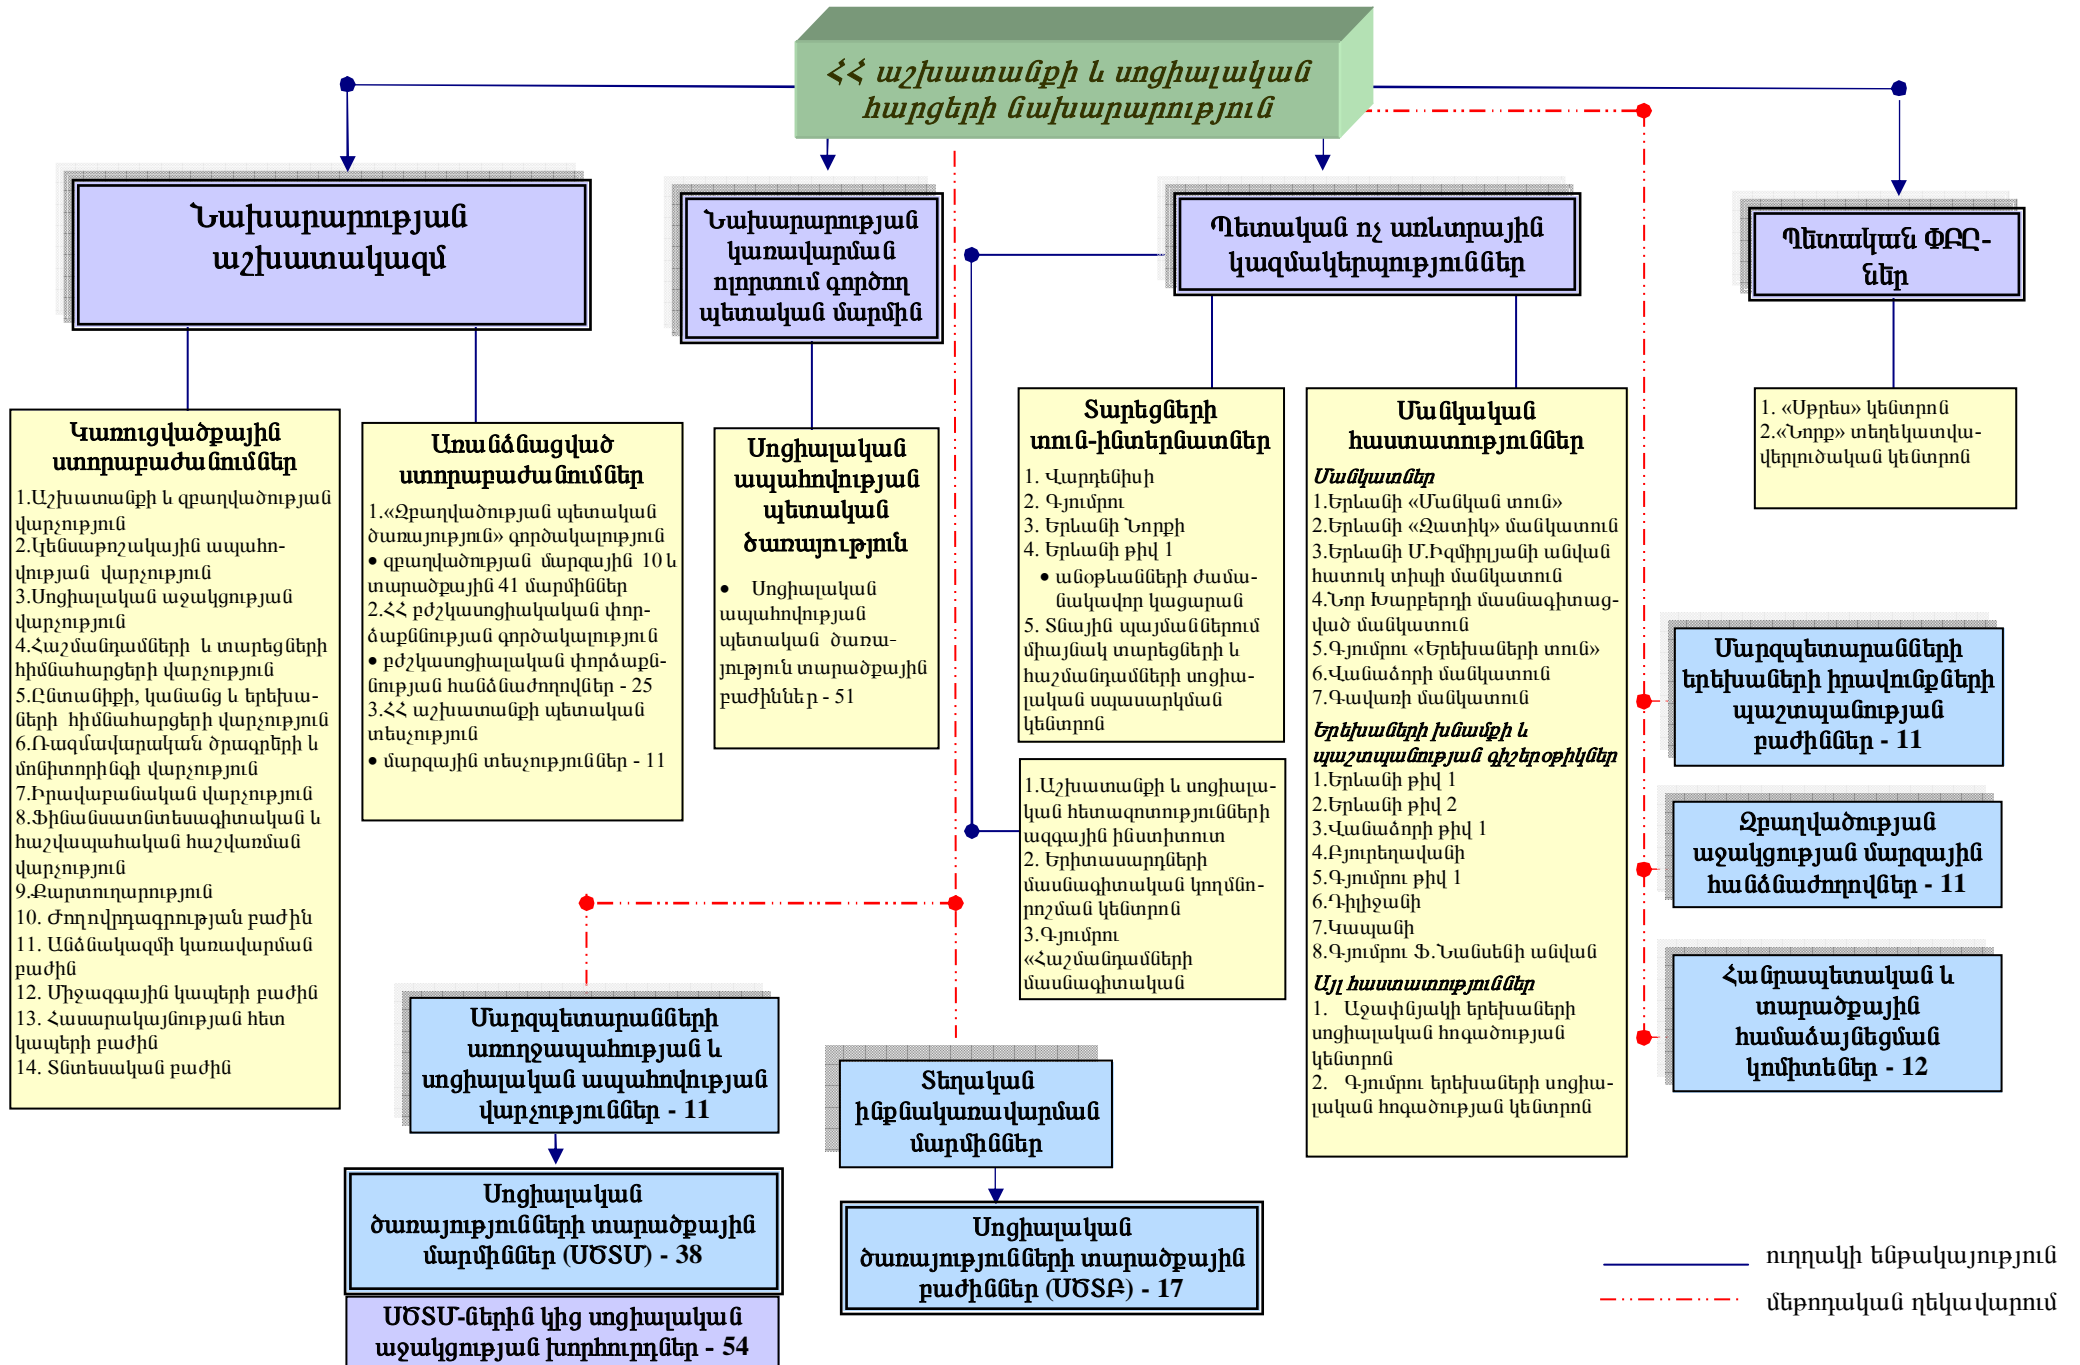 ՀՀ աշխատանքի և սոցիալական
հարցերի նախարարություն
Նախարարության
աշխատակազմ
Նախարարության
կառավարման
ոլորտում գործող
պետական մարմին
Պետական ոչ առևտրային
կազմակերպություններ
Պետական ՓԲԸ-
ներ
Կառուցվածքային
ստորաբաժանումներ
1.Աշխատանքի և զբաղվածության
վարչություն
2.Կենսաթոշակային ապահո-
վության վարչություն
3.Սոցիալական աջակցության
վարչություն
4.Հաշմանդամների և տարեցների
հիմնահարցերի վարչություն
5.Ընտանիքի, կանանց և երեխա-
ների հիմնահարցերի վարչություն
6.Ռազմավարական ծրագրերի և
մոնիտորինգի վարչություն
7.Իրավաբանական վարչություն
8.Ֆինանսատնտեսագիտական և
հաշվապահական հաշվառման
վարչություն
9.Քարտուղարություն
10. Ժողովրդագրության բաժին
11. Անձնակազմի կառավարման
բաժին
12. Միջազգային կապերի բաժին
13. Հասարակայնության հետ
կապերի բաժին
14. Տնտեսական բաժին
Առանձնացված
ստորաբաժանումներ
1.«Զբաղվածության պետական
ծառայություն» գործակալություն
• զբաղվածության մարզային 10 և
տարածքային 41 մարմիններ
2.ՀՀ բժշկասոցիակական փոր-
ձաքննության գործակալություն
• բժշկասոցիալական փորձաքն-
նության հանձնաժողովներ - 25
3.ՀՀ աշխատանքի պետական
տեսչություն
• մարզային տեսչություններ - 11
Սոցիալական
ապահովության
պետական
ծառայություն
• Սոցիալական
ապահովության
պետական ծառա-
յություն տարածքային
բաժիններ - 51
Տարեցների
տուն-ինտերնատներ
1. Վարդենիսի
2. Գյումրու
3. Երևանի Նորքի
4. Երևանի թիվ 1
• անօթևանների ժամա-
նակավոր կացարան
5. Տնային պայմաններում
միայնակ տարեցների և
հաշմանդամների սոցիա-
լական սպասարկման
կենտրոն
1.Աշխատանքի և սոցիալա-
կան հետազոտությունների
ազգային ինստիտուտ
2. Երիտասարդների
մասնագիտական կողմնո-
րոշման կենտրոն
3.Գյումրու
«Հաշմանդամների
մասնագիտական
Մանկական
հաստատություններ
Մանկատներ
1.Երևանի «Մանկան տուն»
2.Երևանի «Զատիկ» մանկատուն
3.Երևանի Մ.Իզմիրլյանի անվան
հատուկ տիպի մանկատուն
4.Նոր Խարբերդի մասնագիտաց-
ված մանկատուն
5.Գյումրու «Երեխաների տուն»
6.Վանաձորի մանկատուն
7.Գավառի մանկատուն
Երեխաների խնամքի և
պաշտպանության գիշերօթիկներ
1.Երևանի թիվ 1
2.Երևանի թիվ 2
3.Վանաձորի թիվ 1
4.Բյուրեղավանի
5.Գյումրու թիվ 1
6.Դիլիջանի
7.Կապանի
8.Գյումրու Ֆ.Նանսենի անվան
Այլ հաստատություններ
1. Աջափնյակի երեխաների
սոցիալական հոգածության
կենտրոն
2. Գյումրու երեխաների սոցիա-
լական հոգածության կենտրոն
1. «Սթրես» կենտրոն
2.«Նորք» տեղեկատվա-
վերլուծական կենտրոն
Մարզպետարանների
երեխաների իրավունքների
պաշտպանության
բաժիններ - 11
Զբաղվածության
աջակցության մարզային
հանձնաժողովներ - 11
Հանրապետական և
տարածքային
համաձայնեցման
կոմիտեներ - 12
Մարզպետարանների
առողջապահության և
սոցիալական ապահովության
վարչություններ - 11
Տեղական
ինքնակառավարման
մարմիններ
Սոցիալական
ծառայությունների տարածքային
մարմիններ (ՍԾՏՄ) - 38
ՍԾՏՄ-ներին կից սոցիալական
աջակցության խորհուրդներ - 54
Սոցիալական
ծառայությունների տարածքային
բաժիններ (ՍԾՏԲ) - 17
ուղղակի ենթակայություն
մեթոդական ղեկավարում